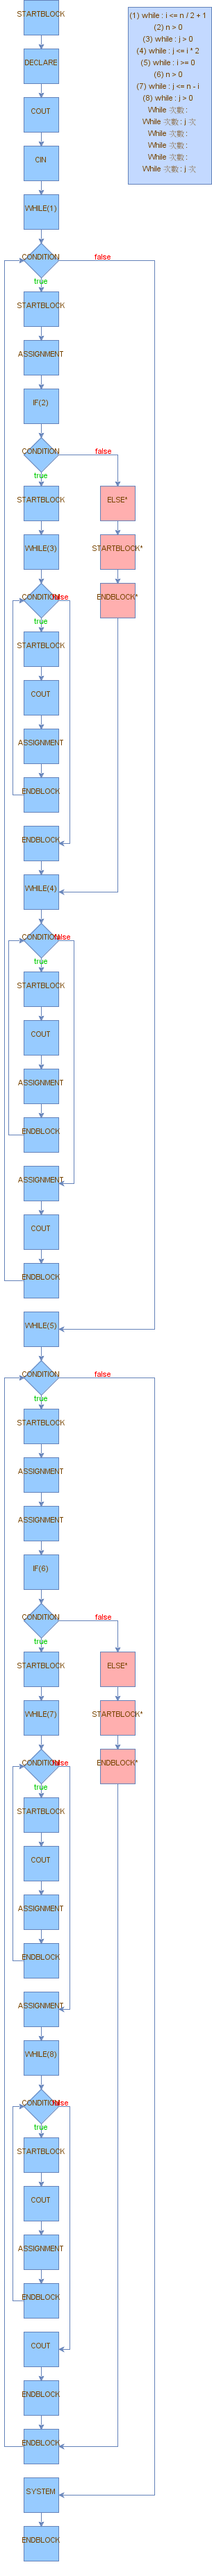 STARTBLOCK
(1) while : i <= n / 2 + 1
(2) n > 0
(3) while : j > 0
(4) while : j <= i * 2
(5) while : i >= 0
(6) n > 0
(7) while : j <= n - i
(8) while : j > 0
While 次數 :
While 次數 : j 次
While 次數 :
While 次數 :
While 次數 :
While 次數 : j 次
DECLARE
COUT
CIN
WHILE(1)
CONDITION
false
true
STARTBLOCK
ASSIGNMENT
IF(2)
CONDITION
false
true
STARTBLOCK
ELSE*
WHILE(3)
STARTBLOCK*
CONDITION
false
ENDBLOCK*
true
STARTBLOCK
COUT
ASSIGNMENT
ENDBLOCK
ENDBLOCK
WHILE(4)
CONDITION
false
true
STARTBLOCK
COUT
ASSIGNMENT
ENDBLOCK
ASSIGNMENT
COUT
ENDBLOCK
WHILE(5)
CONDITION
false
true
STARTBLOCK
ASSIGNMENT
ASSIGNMENT
IF(6)
CONDITION
false
true
STARTBLOCK
ELSE*
WHILE(7)
STARTBLOCK*
CONDITION
false
ENDBLOCK*
true
STARTBLOCK
COUT
ASSIGNMENT
ENDBLOCK
ASSIGNMENT
WHILE(8)
CONDITION
false
true
STARTBLOCK
COUT
ASSIGNMENT
ENDBLOCK
COUT
ENDBLOCK
ENDBLOCK
SYSTEM
ENDBLOCK